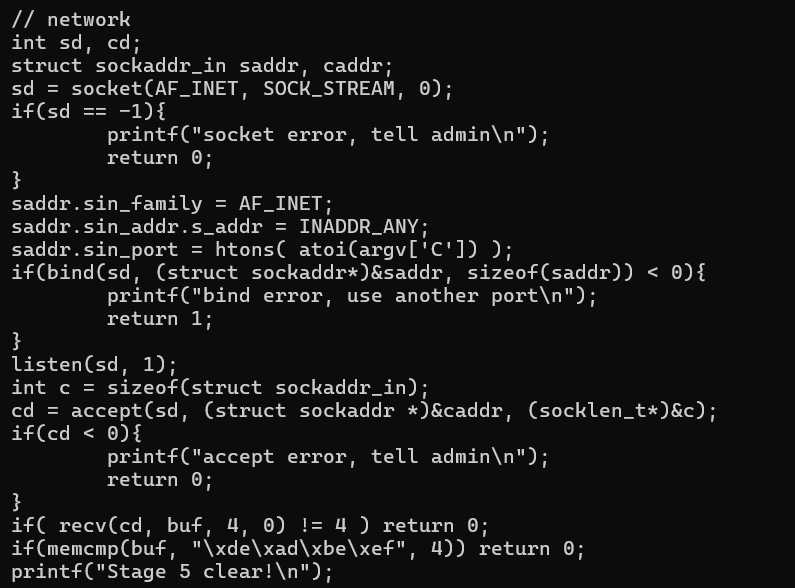 // network
int sd, cd;
struct sockaddr_in saddr, caddr;
sd = socket(AF_INET, SOCK_STREAM, 0);
if(sd == -1){
        printf("socket error, tell admin\n");
        return 0;
}
saddr.sin_family = AF_INET;
saddr.sin_addr.s_addr = INADDR_ANY;
saddr.sin_port = htons( atoi(argv['C']) );
if(bind(sd, (struct sockaddr*)&saddr, sizeof(saddr)) < 0){
        printf("bind error, use another port\n");
        return 1;
}
listen(sd, 1);
int c = sizeof(struct sockaddr_in);
cd = accept(sd, (struct sockaddr *)&caddr, (socklen_t*)&c);
if(cd < 0){
        printf("accept error, tell admin\n");
        return 0;
}
if( recv(cd, buf, 4, 0) != 4 ) return 0;
if(memcmp(buf, "\xde\xad\xbe\xef", 4)) return 0;
printf("Stage 5 clear!\n");